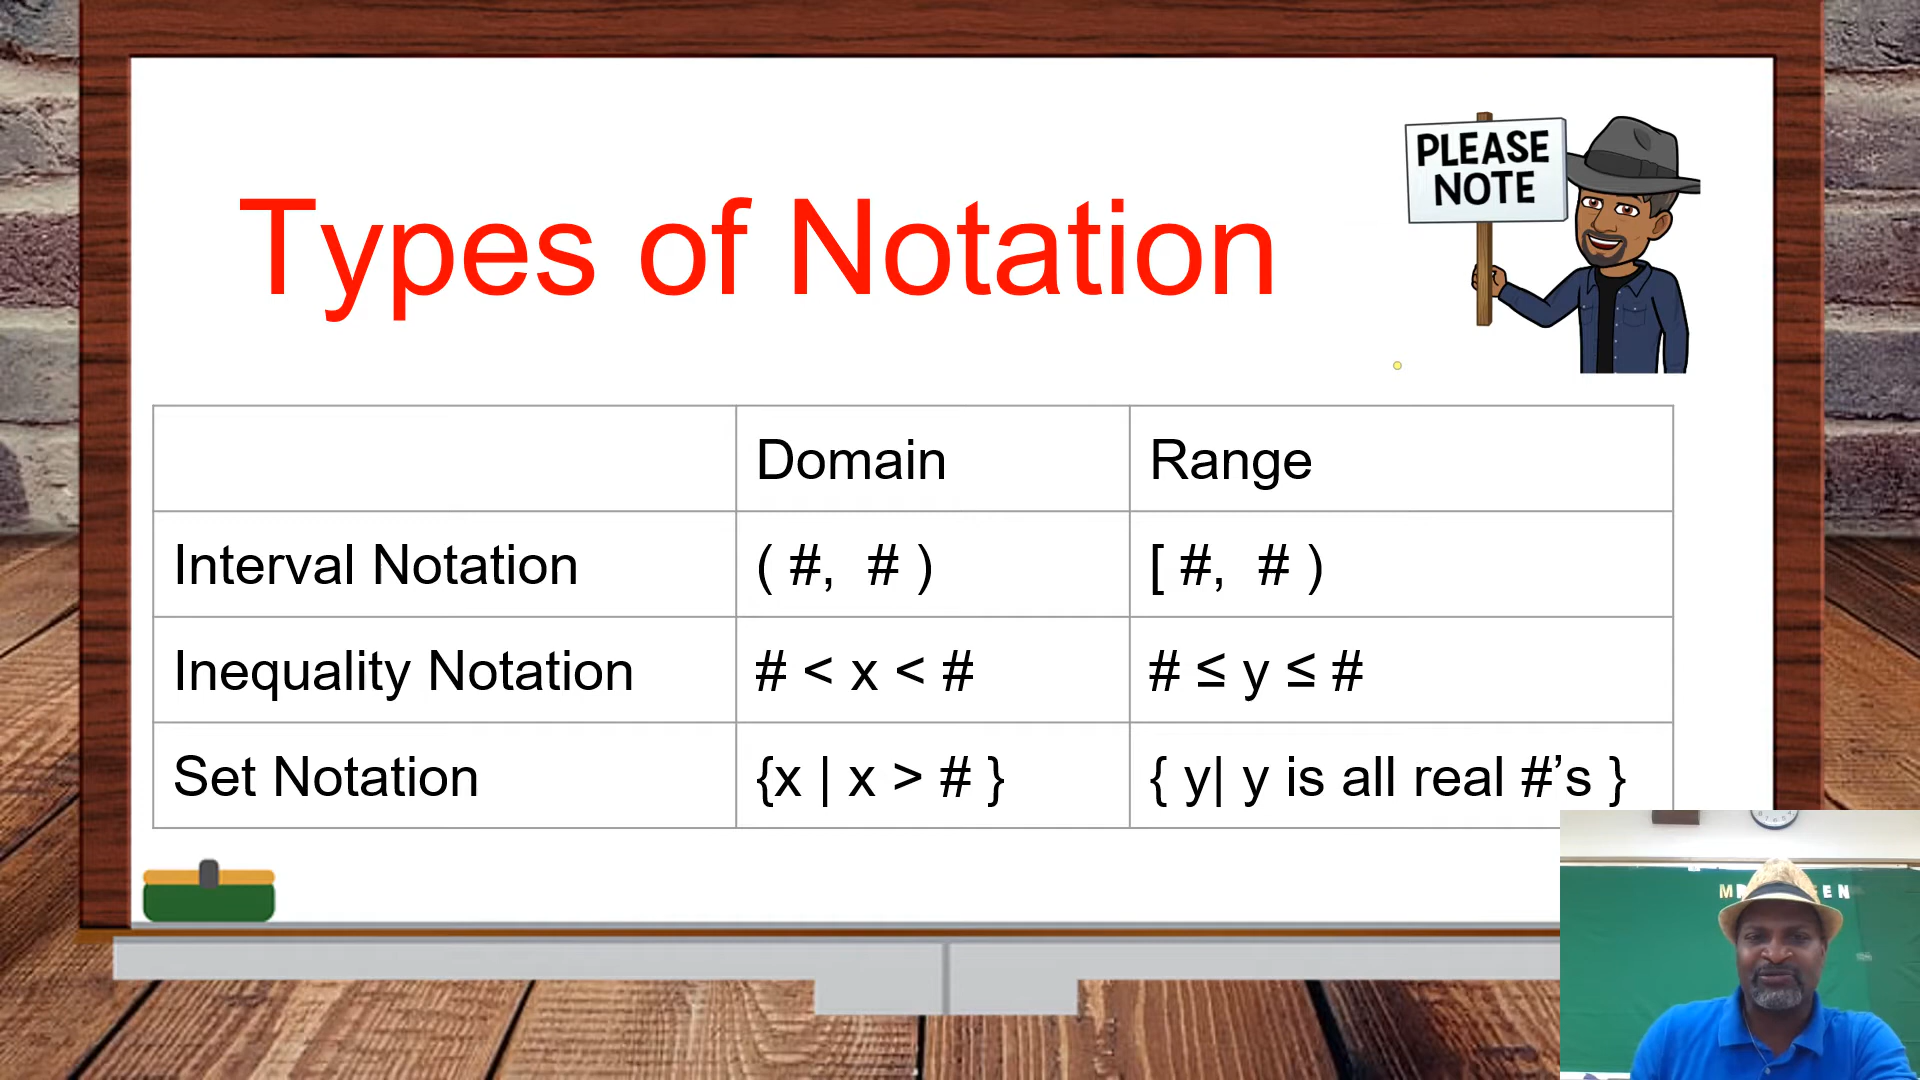 PLEASE
NOTE
Types of Notation
Domain Range
Interval Notation ( #, # ) [ #, # )
Inequality Notation # < x < # # ≤ y ≤ #
Set Notation {x | x > # } { y| y is all real #’s }